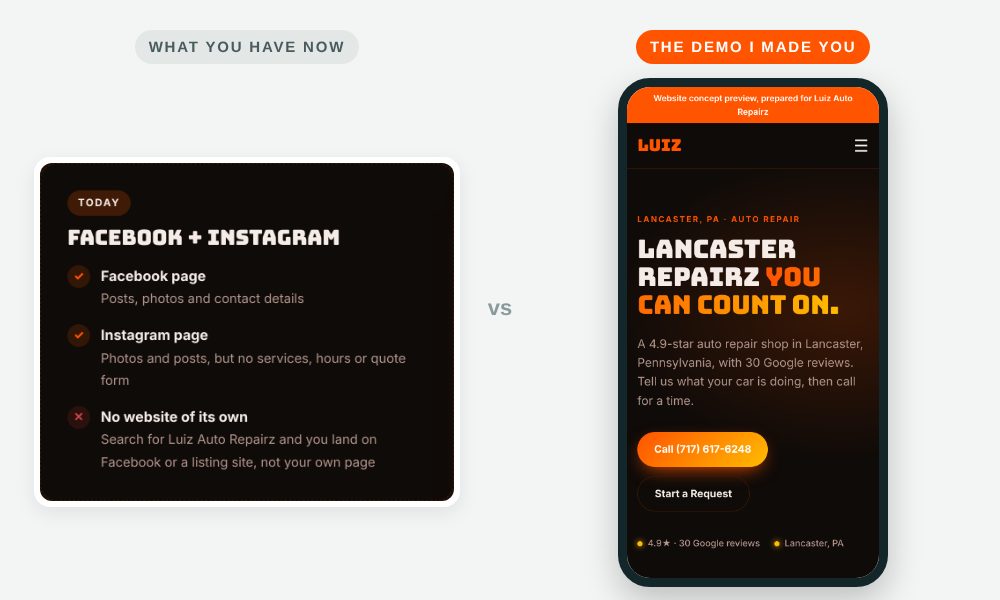 WHAT YOU HAVE NOW
TODAY
FACEBOOK + INSTAGRAM
Facebook page
Posts, photos and contact details
Instagram page
Photos and posts, but no services, hours or quote
form
No website of its own
Search for Luiz Auto Repairz and you land on
Facebook or a listing site, not your own page
vs
THE DEMO I MADE YOU
Website concept preview, prepared for Luiz Auto
Repairz
LUIZ
LANCASTER, PA · AUTO REPAIR
LANCASTER
REPAIRZ YOU
CAN COUNT ON.
A 4.9-star auto repair shop in Lancaster,
Pennsylvania, with 30 Google reviews.
Tell us what your car is doing, then call
for a time.
Call (717) 617-6248
Start a Request
4.9★ · 30 Google reviews
Lancaster, PA